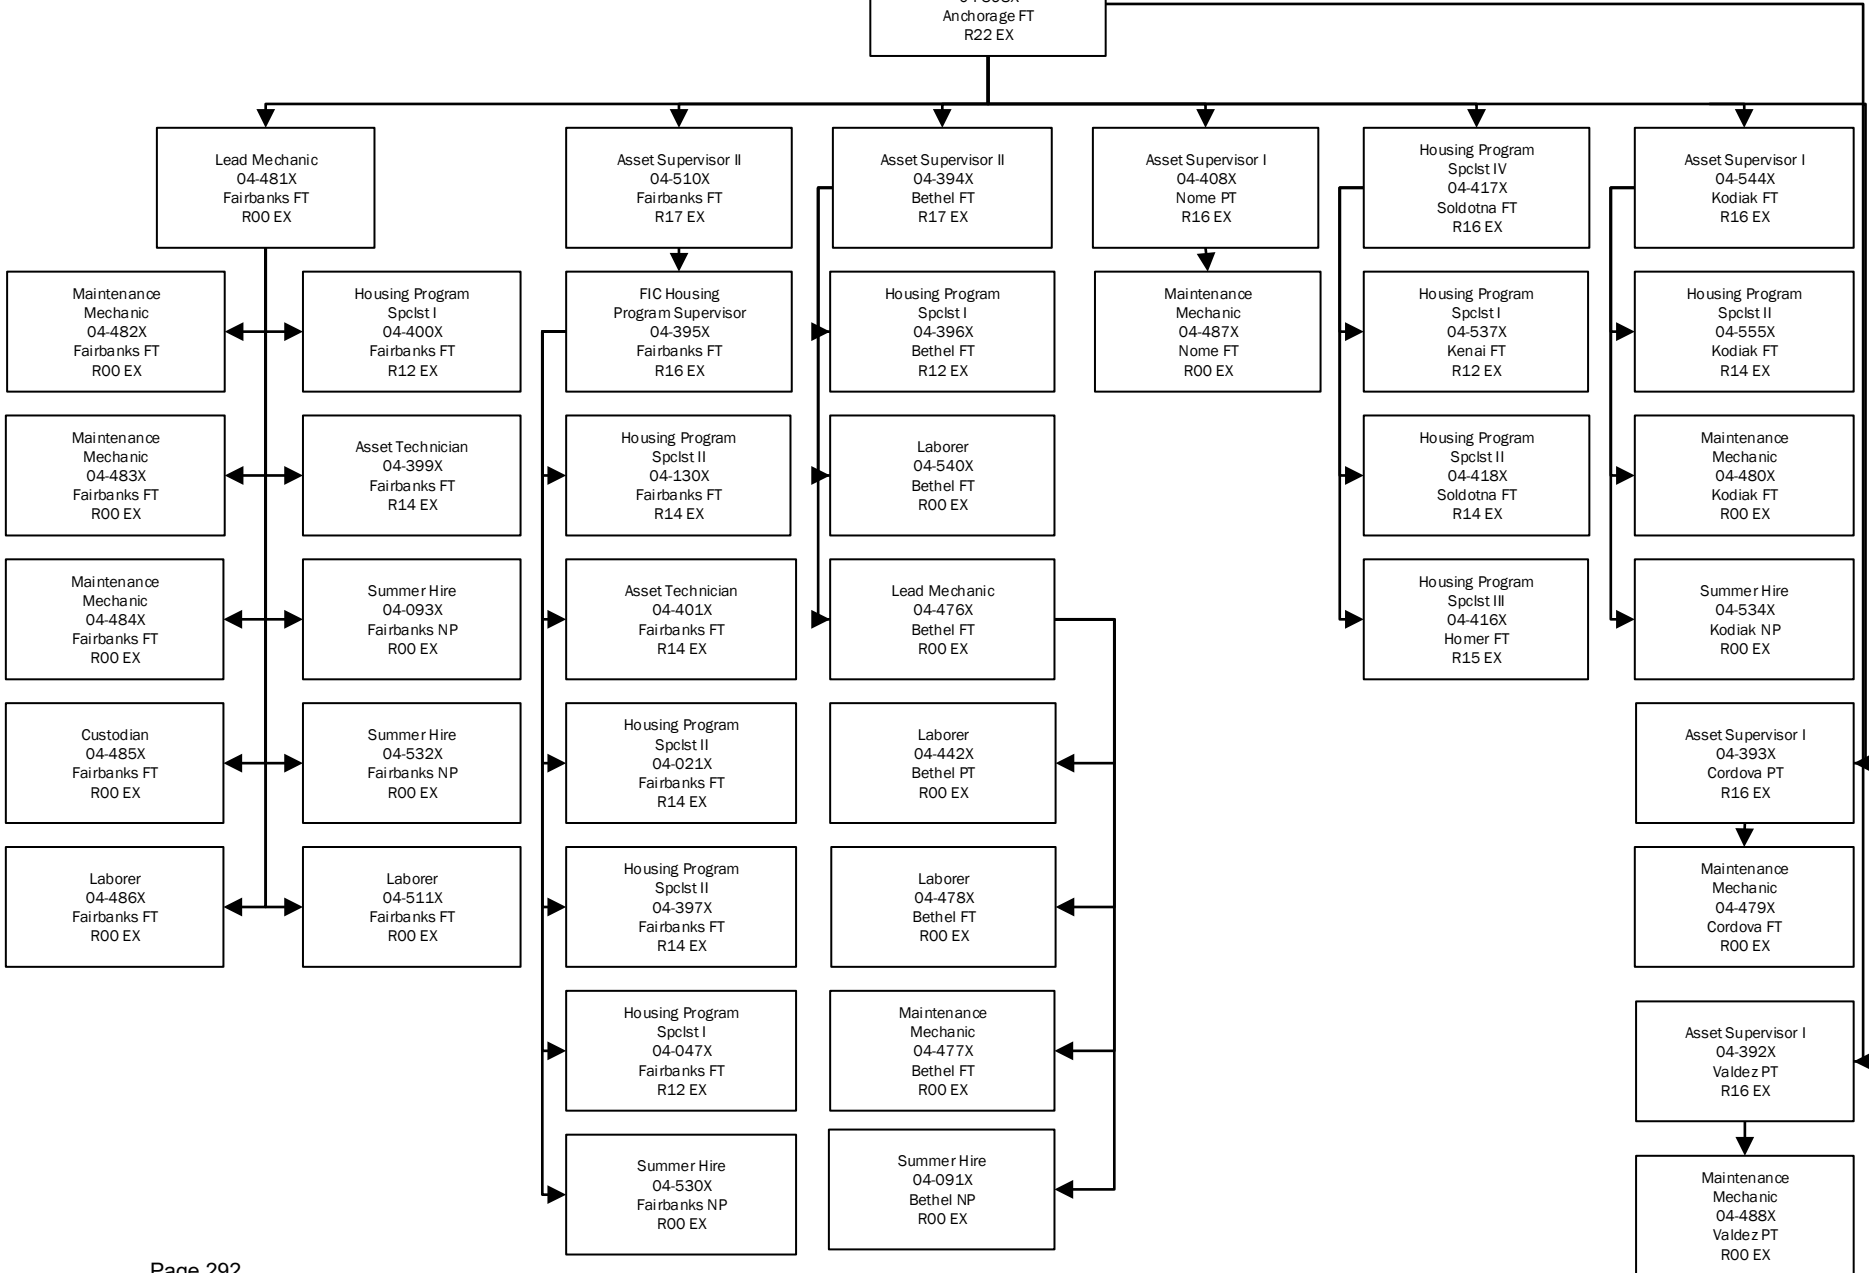 Anchorage FT
R22 EX
Lead Mechanic
04-481X
Fairbanks FT
R00 EX
Asset Supervisor II
04-510X
Fairbanks FT
R17 EX
Asset Supervisor II
04-394X
Bethel FT
R17 EX
Asset Supervisor I
04-408X
Nome PT
R16 EX
Housing Program
Spclst IV
04-417X
Soldotna FT
R16 EX
Asset Supervisor I
04-544X
Kodiak FT
R16 EX
Maintenance
Mechanic
04-482X
Fairbanks FT
R00 EX
Housing Program
Spclst I
04-400X
Fairbanks FT
R12 EX
FIC Housing
Program Supervisor
04-395X
Fairbanks FT
R16 EX
Housing Program
Spclst I
04-396X
Bethel FT
R12 EX
Maintenance
Mechanic
04-487X
Nome FT
R00 EX
Housing Program
Spclst I
04-537X
Kenai FT
R12 EX
Housing Program
Spclst II
04-555X
Kodiak FT
R14 EX
Maintenance
Mechanic
04-483X
Fairbanks FT
R00 EX
Asset Technician
04-399X
Fairbanks FT
R14 EX
Housing Program
Spclst II
04-130X
Fairbanks FT
R14 EX
Laborer
04-540X
Bethel FT
R00 EX
Housing Program
Spclst II
04-418X
Soldotna FT
R14 EX
Maintenance
Mechanic
04-480X
Kodiak FT
R00 EX
Maintenance
Mechanic
04-484X
Fairbanks FT
R00 EX
Summer Hire
04-093X
Fairbanks NP
R00 EX
Asset Technician
04-401X
Fairbanks FT
R14 EX
Lead Mechanic
04-476X
Bethel FT
R00 EX
Housing Program
Spclst III
04-416X
Homer FT
R15 EX
Summer Hire
04-534X
Kodiak NP
R00 EX
Custodian
04-485X
Fairbanks FT
R00 EX
Summer Hire
04-532X
Fairbanks NP
R00 EX
Housing Program
Spclst II
04-021X
Fairbanks FT
R14 EX
Laborer
04-442X
Bethel PT
R00 EX
Asset Supervisor I
04-393X
Cordova PT
R16 EX
Laborer
04-486X
Fairbanks FT
R00 EX
Laborer
04-511X
Fairbanks FT
R00 EX
Housing Program
Spclst II
04-397X
Fairbanks FT
R14 EX
Laborer
04-478X
Bethel FT
R00 EX
Maintenance
Mechanic
04-479X
Cordova FT
R00 EX
Housing Program
Spclst I
04-047X
Fairbanks FT
R12 EX
Maintenance
Mechanic
04-477X
Bethel FT
R00 EX
Asset Supervisor I
04-392X
Valdez PT
R16 EX
Summer Hire
04-530X
Fairbanks NP
R00 EX
Summer Hire
04-091X
Bethel NP
R00 EX
Maintenance
Mechanic
04-488X
Valdez PT
R00 EX
Page 292